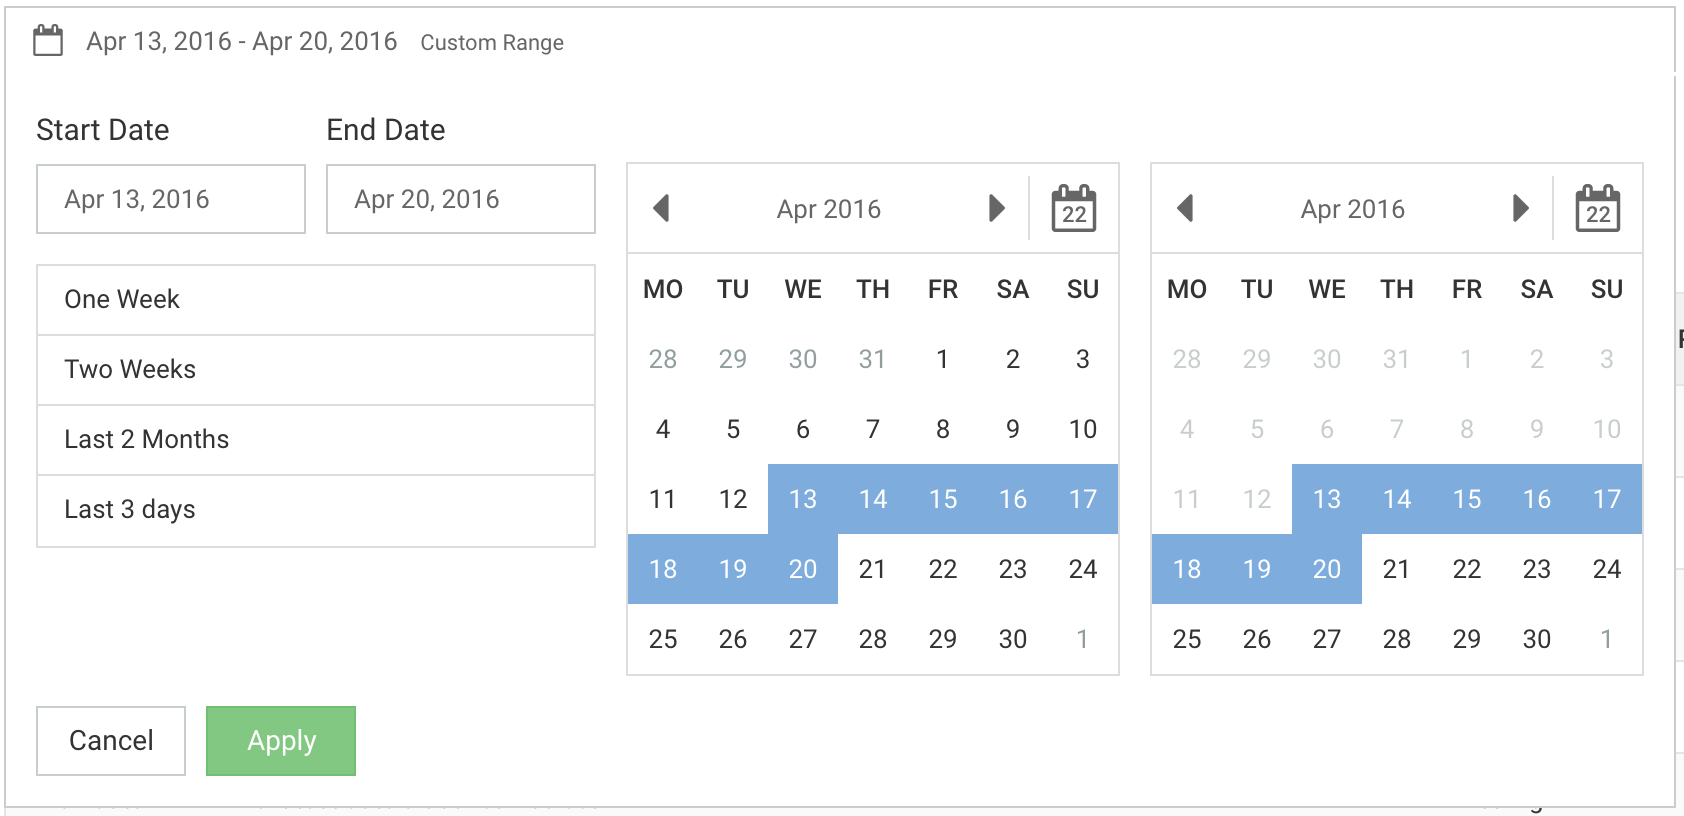 Apr 13, 2016 - Apr 20, 2016 Custom Range
Start Date End Date
Apr 13, 2016 Apr 20, 2016
One Week
Two Weeks
Last 2 Months
Last 3 days
Apr 2016 22
MO TU WE TH FR SA SU
28 29 30 31 1 2 3
4 5 6 7 8 9 10
11 12 13 14 15 16 17
18 19 20 21 22 23 24
25 26 27 28 29 30 1
Apr 2016 22
MO TU WE TH FR SA SU
28 29 30 31 1 2 3
4 5 6 7 8 9 10
11 12 13 14 15 16 17
18 19 20 21 22 23 24
25 26 27 28 29 30 1
Cancel Apply